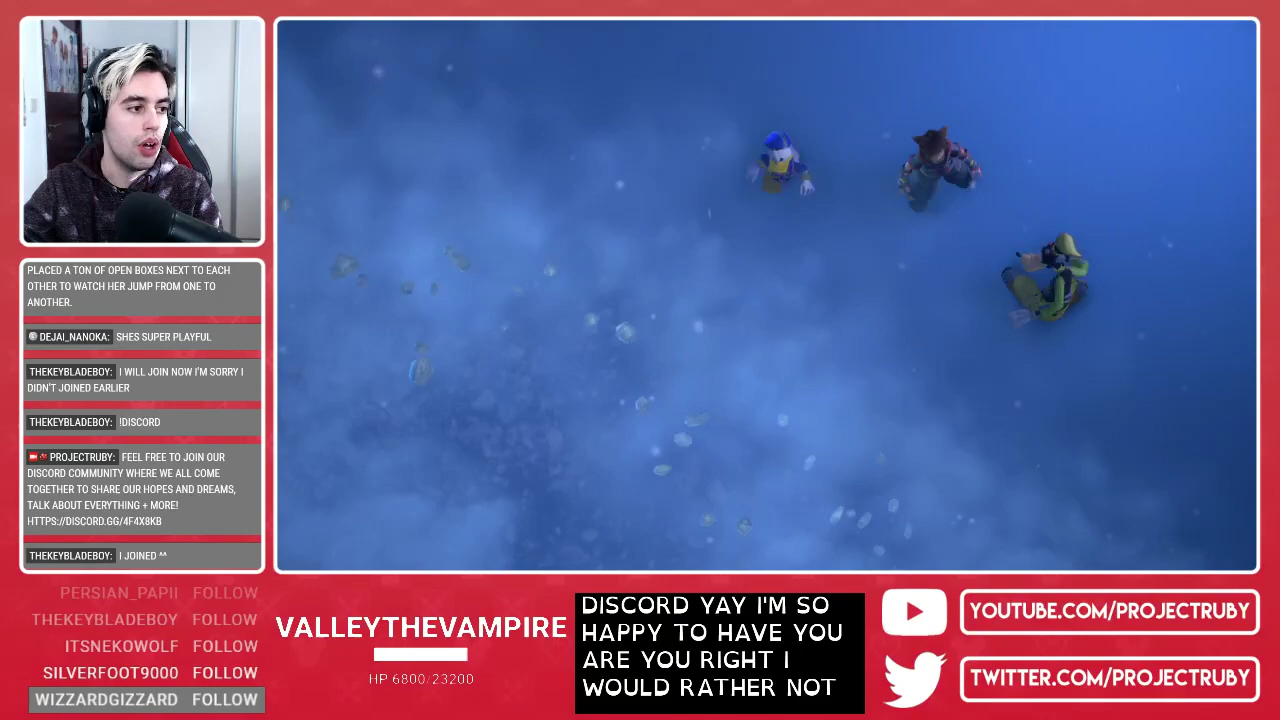 PLACED A TON OF OPEN BOXES NEXT TO EACH
OTHER TO WATCH HER JUMP FROM ONE TO
ANOTHER.
DEJAI_NANOKA: SHES SUPER PLAYFUL
THEKEYBLADEBOY: I WILL JOIN NOW I'M SORRY I
DIDN'T JOINED EARLIER
THEKEYBLADEBOY: !DISCORD
PROJECTRUBY: FEEL FREE TO JOIN OUR
DISCORD COMMUNITY WHERE WE ALL COME
TOGETHER TO SHARE OUR HOPES AND DREAMS,
TALK ABOUT EVERYTHING + MORE!
HTTPS://DISCORD.GG/4F4X8KB
THEKEYBLADEBOY: I JOINED ^^
PERSIAN_PAPII FOLLOW
THEKEYBLADEBOY FOLLOW
ITSNEKOWOLF FOLLOW
SILVERFOOT9000 FOLLOW
WIZZARDGIZZARD FOLLOW
VALLEYTHEVAMPIRE
HP 6800/23200
DISCORD YAY I'M SO
HAPPY TO HAVE YOU
ARE YOU RIGHT I
WOULD RATHER NOT
YOUTUBE.COM/PROJECTRUBY
TWITTER.COM/PROJECTRUBY